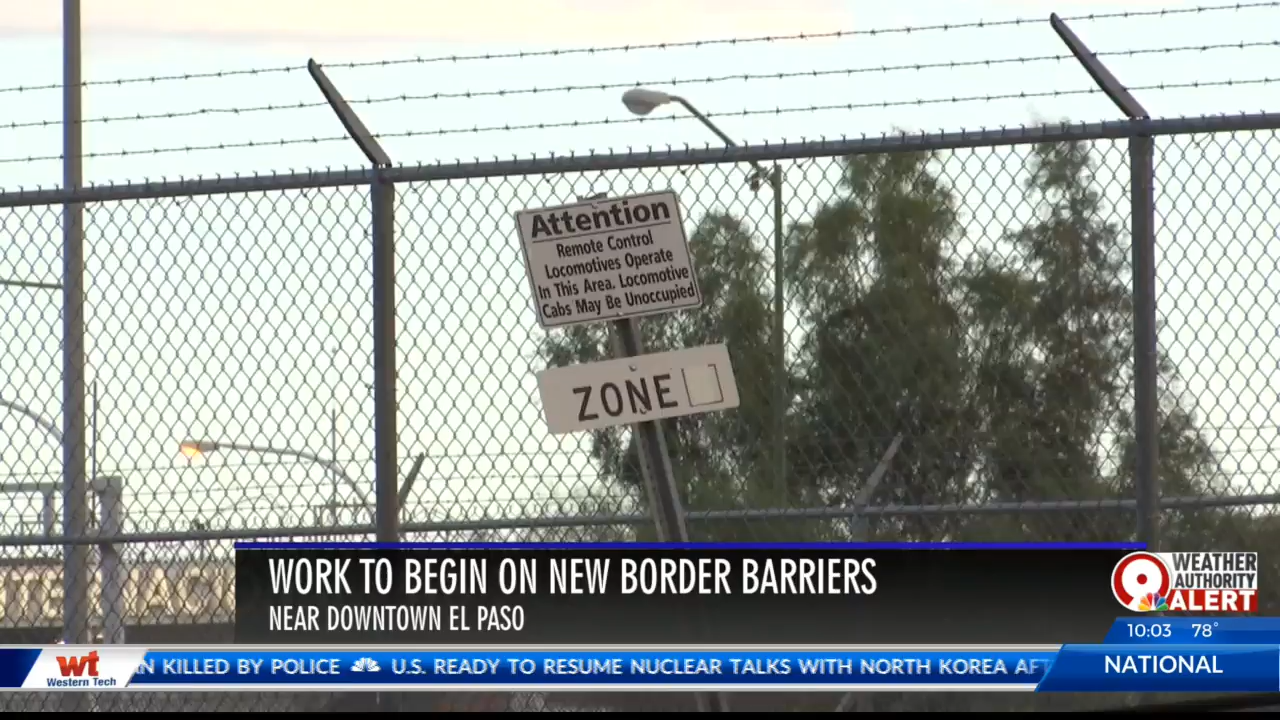 Attention
Remote Control
Locomotives Operate
In This Area. Locomotive
Cabs May Be Unoccupied
ZONE
WORK TO BEGIN ON NEW BORDER BARRIERS
NEAR DOWNTOWN EL PASO
9 WEATHER
AUTHORITY
ALERT
10:03 78°
wt
Western Tech
N KILLED BY POLICE U.S. READY TO RESUME NUCLEAR TALKS WITH NORTH KOREA AFT
NATIONAL